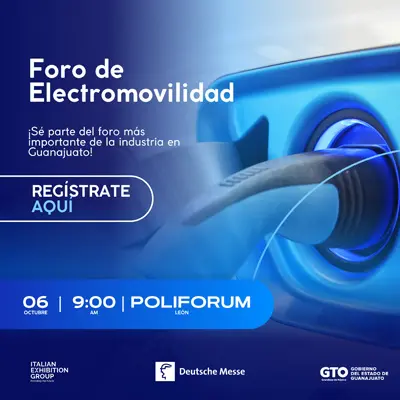 Foro de
Electromovilidad
¡Sé parte del foro más
importante de la industria en
Guanajuato!
REGÍSTRATE
AQUÍ
06 | 9:00 | POLIFORUM
OCTUBRE AM LEÓN
ITALIAN
EXHIBITION
GROUP
Deutsche Messe
GTO
GOBIERNO
DEL ESTADO DE
GUANAJUATO